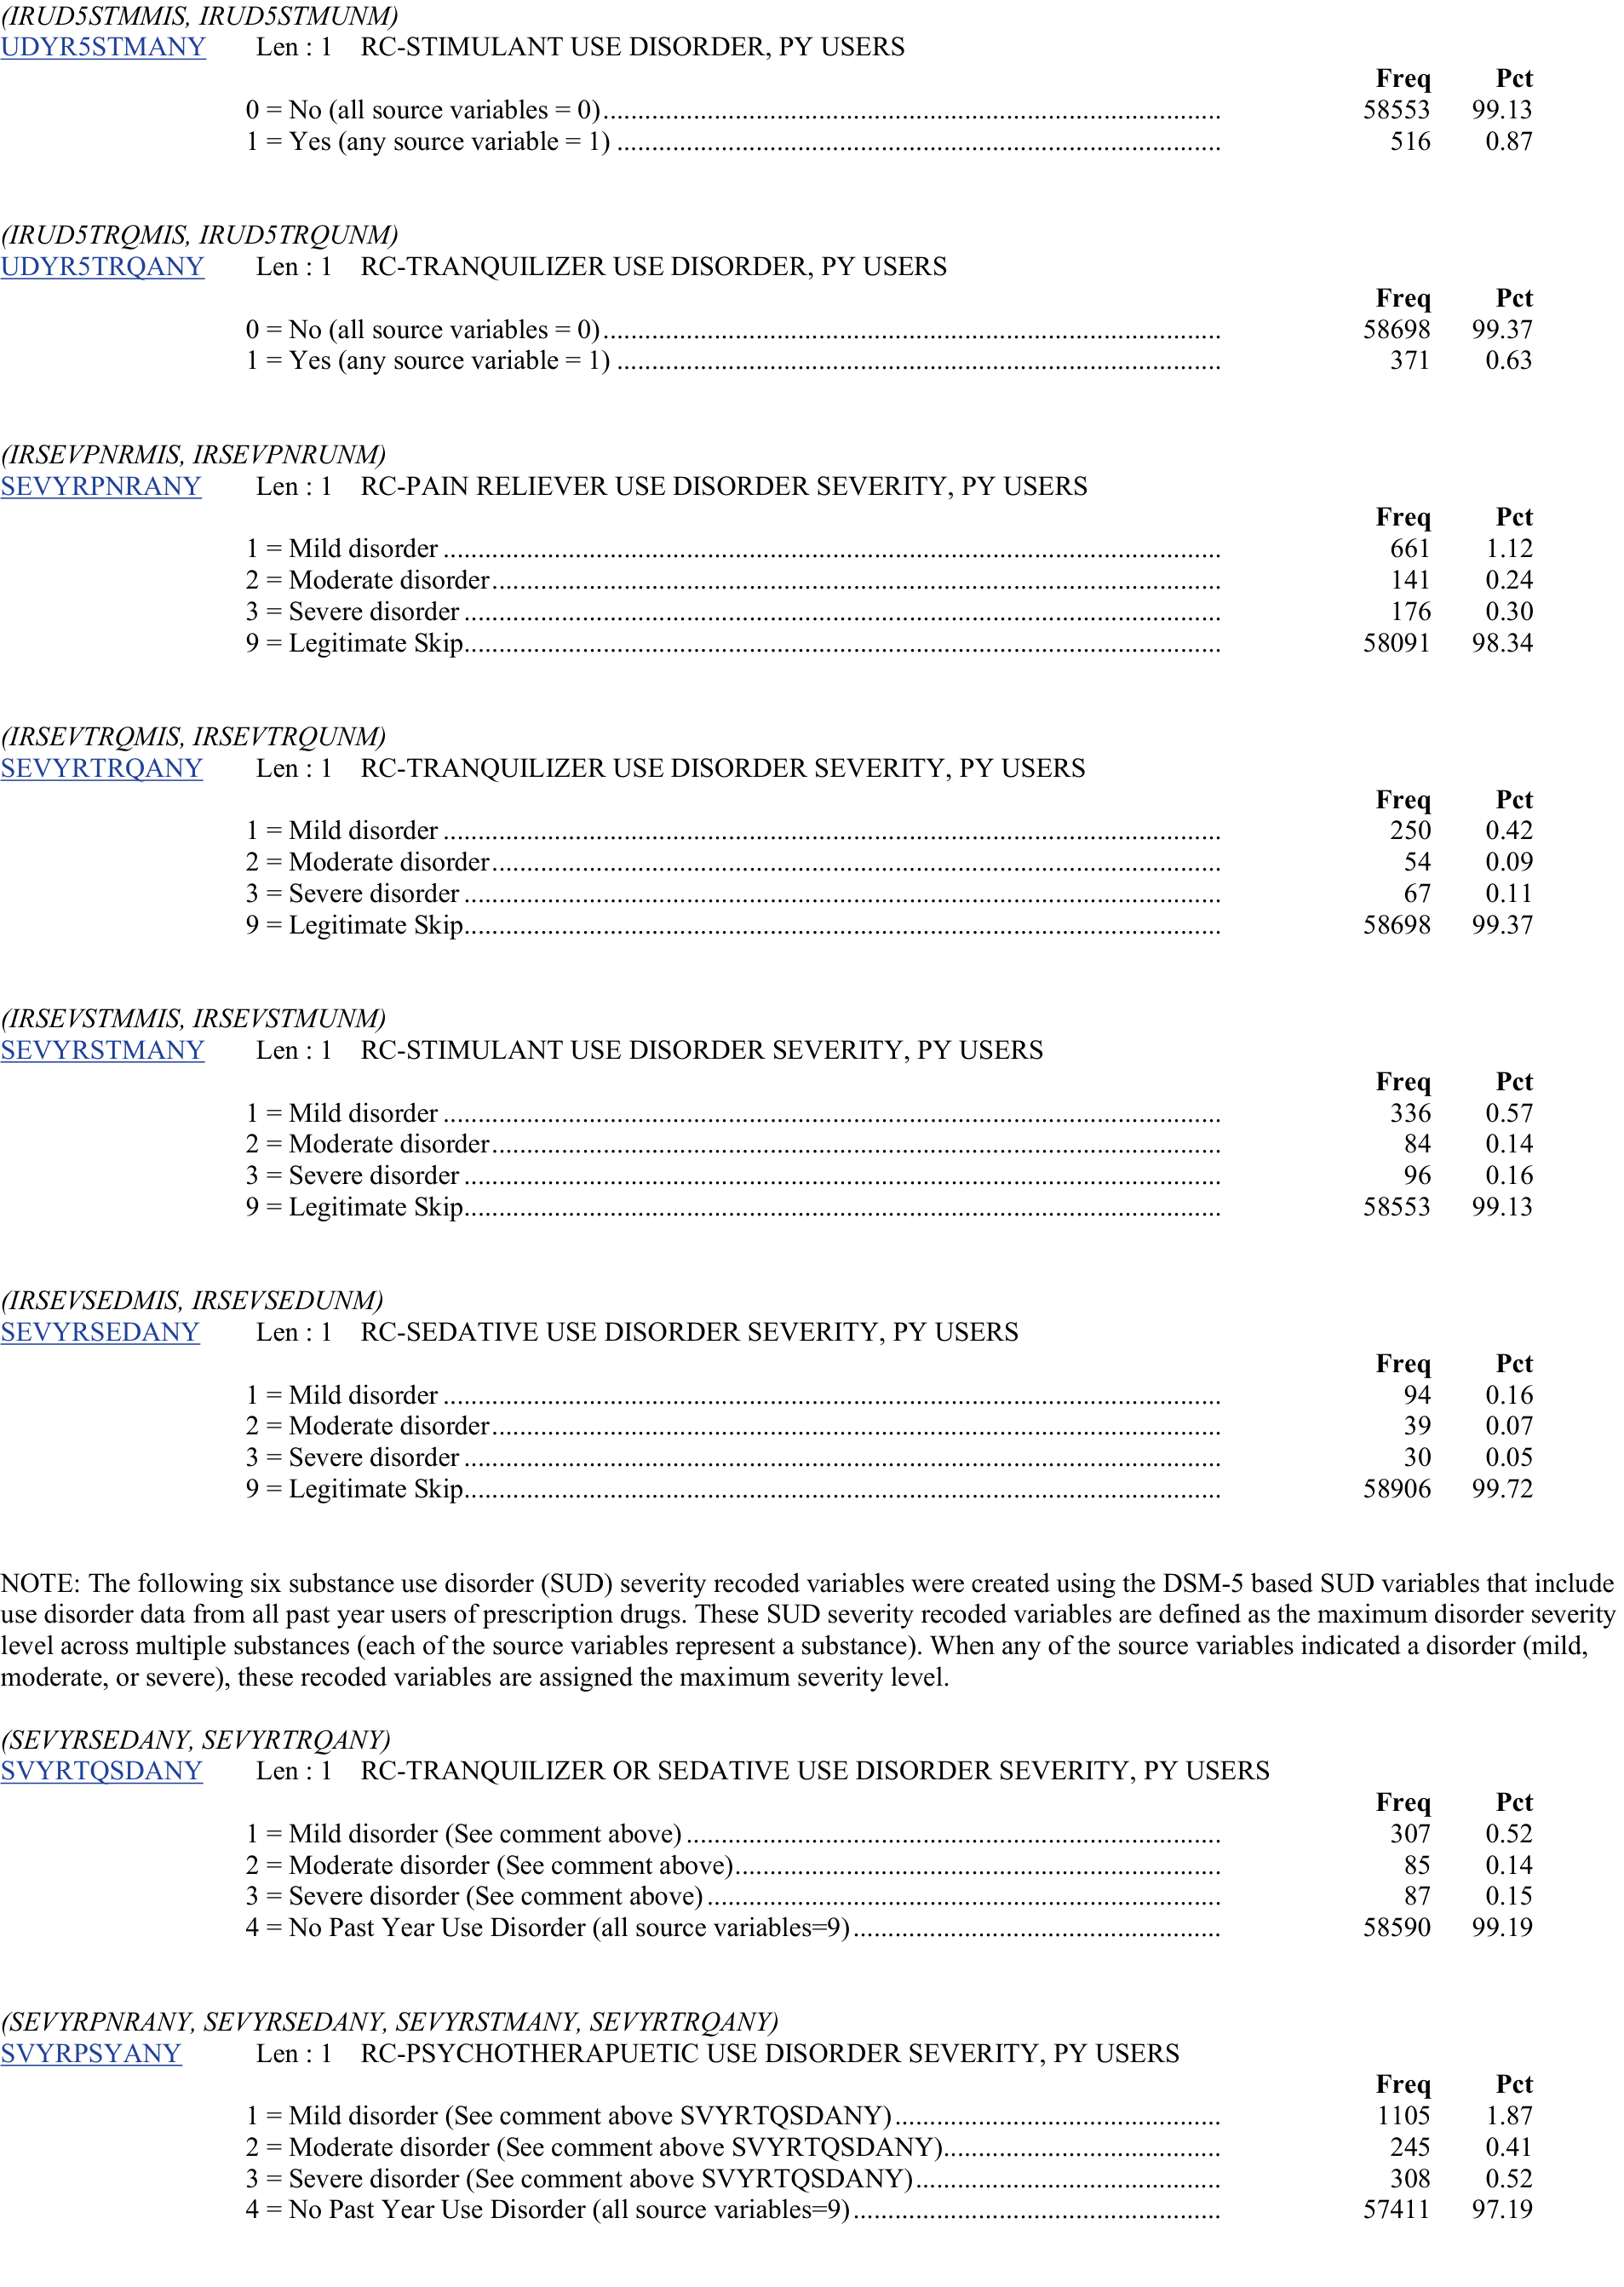 (IRUD5STMMIS, IRUD5STMUNM)
UDYR5STMANY Len : 1 RC-STIMULANT USE DISORDER, PY USERS
Freq Pct
0 = No (all source variables = 0)......................................................................................... 58553 99.13
1 = Yes (any source variable = 1) ....................................................................................... 516 0.87
(IRUD5TRQMIS, IRUD5TRQUNM)
UDYR5TRQANY Len : 1 RC-TRANQUILIZER USE DISORDER, PY USERS
Freq Pct
0 = No (all source variables = 0)......................................................................................... 58698 99.37
1 = Yes (any source variable = 1) ....................................................................................... 371 0.63
(IRSEVPNRMIS, IRSEVPNRUNM)
SEVYRPNRANY Len : 1 RC-PAIN RELIEVER USE DISORDER SEVERITY, PY USERS
Freq Pct
1 = Mild disorder ................................................................................................................ 661 1.12
2 = Moderate disorder......................................................................................................... 141 0.24
3 = Severe disorder ............................................................................................................. 176 0.30
9 = Legitimate Skip............................................................................................................. 58091 98.34
(IRSEVTRQMIS, IRSEVTRQUNM)
SEVYRTRQANY Len : 1 RC-TRANQUILIZER USE DISORDER SEVERITY, PY USERS
Freq Pct
1 = Mild disorder ................................................................................................................ 250 0.42
2 = Moderate disorder......................................................................................................... 54 0.09
3 = Severe disorder ............................................................................................................. 67 0.11
9 = Legitimate Skip............................................................................................................. 58698 99.37
(IRSEVSTMMIS, IRSEVSTMUNM)
SEVYRSTMANY Len : 1 RC-STIMULANT USE DISORDER SEVERITY, PY USERS
Freq Pct
1 = Mild disorder ................................................................................................................ 336 0.57
2 = Moderate disorder......................................................................................................... 84 0.14
3 = Severe disorder ............................................................................................................. 96 0.16
9 = Legitimate Skip............................................................................................................. 58553 99.13
(IRSEVSEDMIS, IRSEVSEDUNM)
SEVYRSEDANY Len : 1 RC-SEDATIVE USE DISORDER SEVERITY, PY USERS
Freq Pct
1 = Mild disorder ................................................................................................................ 94 0.16
2 = Moderate disorder......................................................................................................... 39 0.07
3 = Severe disorder ............................................................................................................. 30 0.05
9 = Legitimate Skip............................................................................................................. 58906 99.72
NOTE: The following six substance use disorder (SUD) severity recoded variables were created using the DSM-5 based SUD variables that include
use disorder data from all past year users of prescription drugs. These SUD severity recoded variables are defined as the maximum disorder severity
level across multiple substances (each of the source variables represent a substance). When any of the source variables indicated a disorder (mild,
moderate, or severe), these recoded variables are assigned the maximum severity level.
(SEVYRSEDANY, SEVYRTRQANY)
SVYRTQSDANY Len : 1 RC-TRANQUILIZER OR SEDATIVE USE DISORDER SEVERITY, PY USERS
Freq Pct
1 = Mild disorder (See comment above) ............................................................................. 307 0.52
2 = Moderate disorder (See comment above)...................................................................... 85 0.14
3 = Severe disorder (See comment above) .......................................................................... 87 0.15
4 = No Past Year Use Disorder (all source variables=9)..................................................... 58590 99.19
(SEVYRPNRANY, SEVYRSEDANY, SEVYRSTMANY, SEVYRTRQANY)
SVYRPSYANY Len : 1 RC-PSYCHOTHERAPUETIC USE DISORDER SEVERITY, PY USERS
Freq Pct
1 = Mild disorder (See comment above SVYRTQSDANY)............................................... 1105 1.87
2 = Moderate disorder (See comment above SVYRTQSDANY)........................................ 245 0.41
3 = Severe disorder (See comment above SVYRTQSDANY)............................................ 308 0.52
4 = No Past Year Use Disorder (all source variables=9)..................................................... 57411 97.19